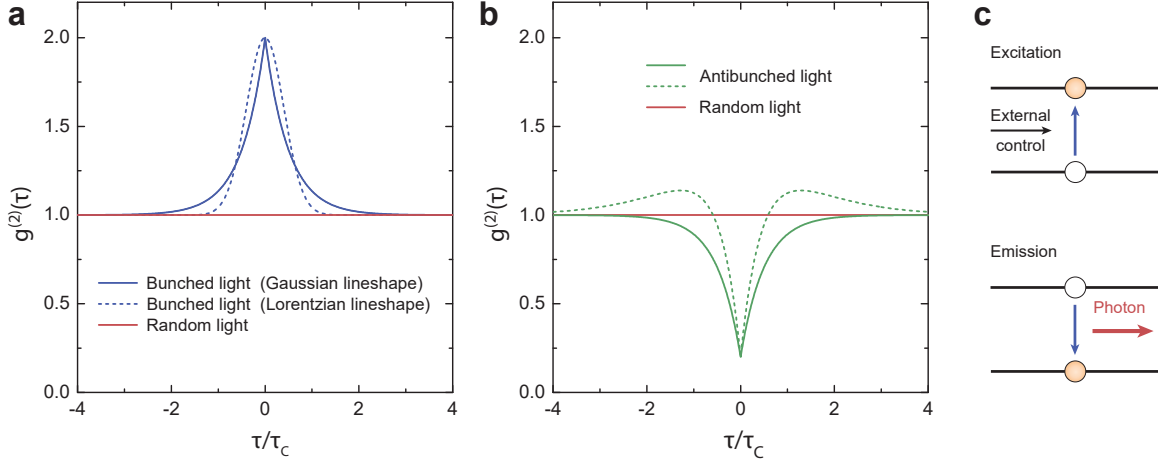 a
g(2)(τ)
2.0
1.5
1.0
0.5
0.0
Bunched light (Gaussian lineshape)
Bunched light (Lorentzian lineshape)
Random light
-4
-2
0
2
4
τ/τC
b
g(2)(τ)
2.0
1.5
1.0
0.5
0.0
Antibunched light
Random light
-4
-2
0
2
4
τ/τC
c
Excitation
External
control
Emission
Photon